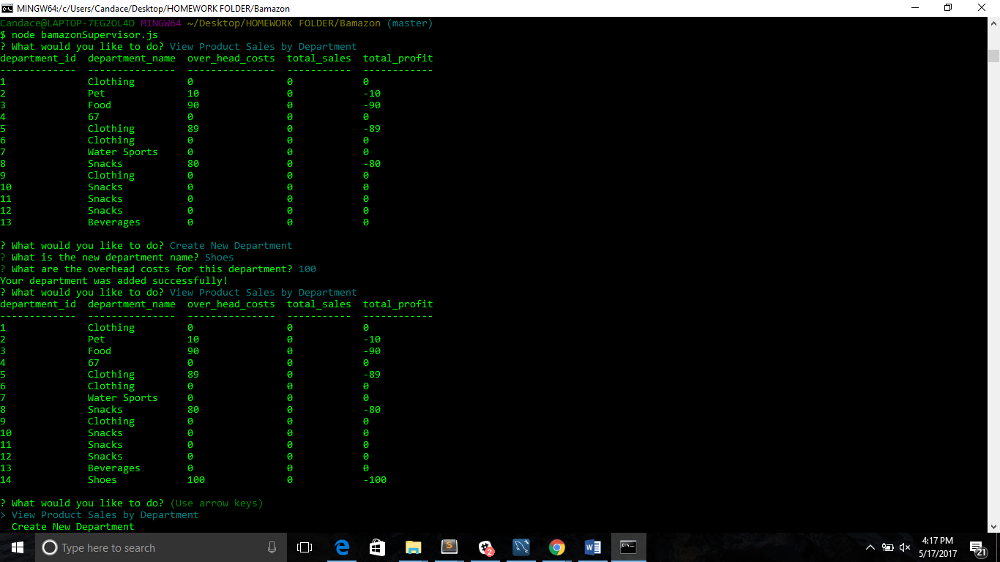 MINGW64:/c/Users/Candace/Desktop/HOMEWORK FOLDER/Bamazon
Candace@LAPTOP-7EG2OL4D MINGW64 ~/Desktop/HOMEWORK FOLDER/Bamazon (master)
$ node bamazonSupervisor.js
? What would you like to do? View Product Sales by Department
department_id  department_name  over_head_costs  total_sales  total_profit
-------------  ---------------  ---------------  -----------  ------------
1              Clothing         0                0            0
2              Pet              10               0            -10
3              Food             90               0            -90
4              67               0                0            0
5              Clothing         89               0            -89
6              Clothing         0                0            0
7              Water Sports     0                0            0
8              Snacks           80               0            -80
9              Clothing         0                0            0
10             Snacks           0                0            0
11             Snacks           0                0            0
12             Snacks           0                0            0
13             Beverages        0                0            0
? What would you like to do? Create New Department
? What is the new department name? Shoes
? What are the overhead costs for this department? 100
Your department was added successfully!
? What would you like to do? View Product Sales by Department
department_id  department_name  over_head_costs  total_sales  total_profit
-------------  ---------------  ---------------  -----------  ------------
1              Clothing         0                0            0
2              Pet              10               0            -10
3              Food             90               0            -90
4              67               0                0            0
5              Clothing         89               0            -89
6              Clothing         0                0            0
7              Water Sports     0                0            0
8              Snacks           80               0            -80
9              Clothing         0                0            0
10             Snacks           0                0            0
11             Snacks           0                0            0
12             Snacks           0                0            0
13             Beverages        0                0            0
14             Shoes            100              0            -100
? What would you like to do? (Use arrow keys)
> View Product Sales by Department
  Create New Department
Type here to search
4:17 PM
5/17/2017
2
21